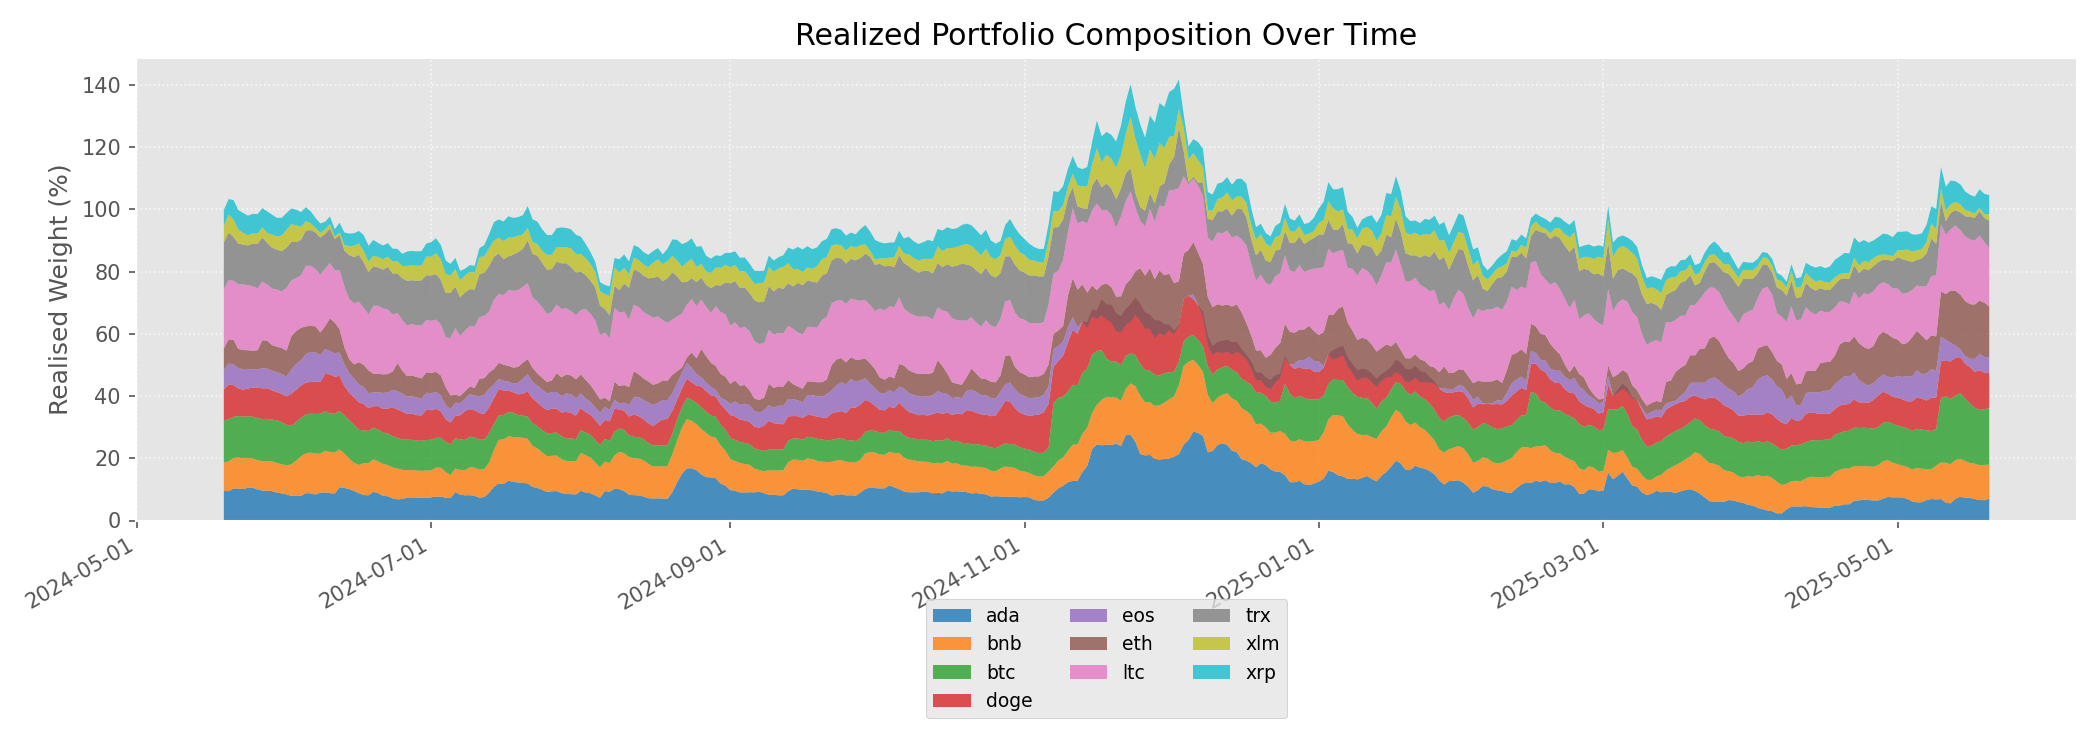 Realized Portfolio Composition Over Time
Realised Weight (%)
140
120
100
80
60
40
20
0
2024-05-01
2024-07-01
2024-09-01
2024-11-01
2025-01-01
2025-03-01
2025-05-01
ada
bnb
btc
doge
eos
eth
ltc
trx
xlm
xrp